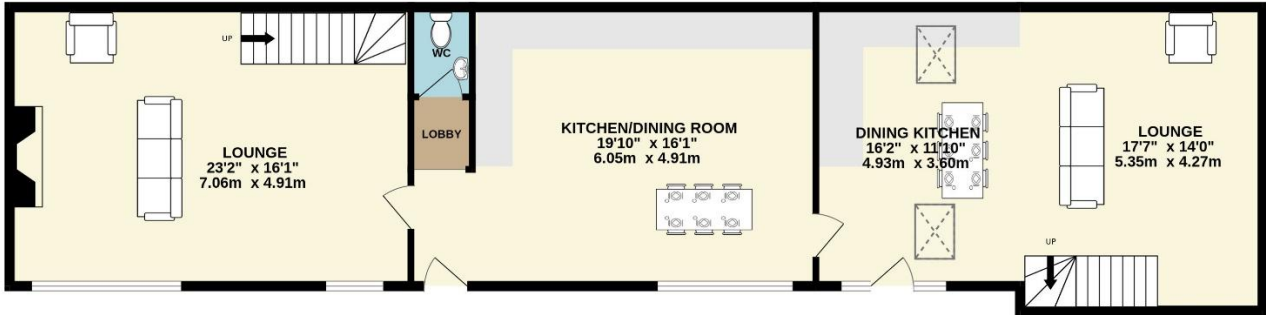 UP
WC
LOBBY
LOUNGE
23'2" x 16'1"
7.06m x 4.91m
KITCHEN/DINING ROOM
19'10" x 16'1"
6.05m x 4.91m
DINING KITCHEN
16'2" x 11'10"
4.93m x 3.60m
LOUNGE
17'7" x 14'0"
5.35m x 4.27m
UP